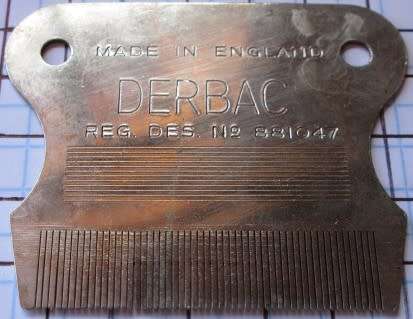 MADE IN ENGLAND
DERBAC
REG. DES. Nº 881047